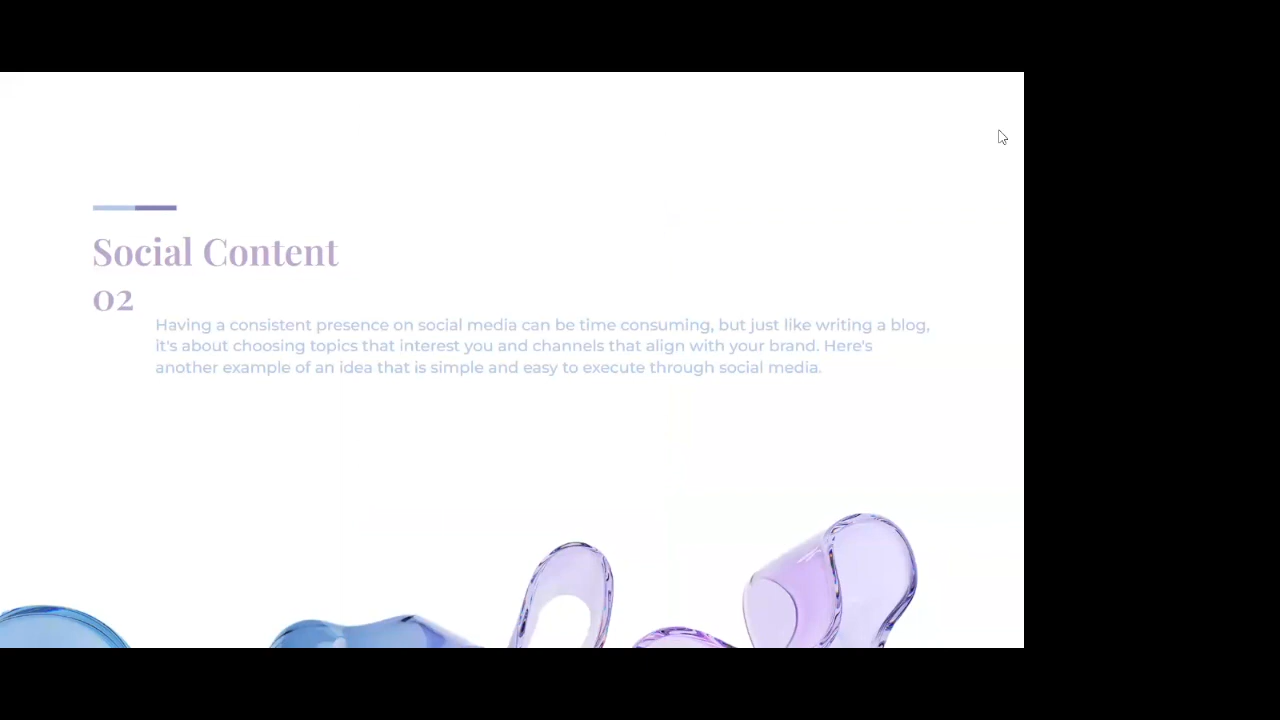 Social Content
02
Having a consistent presence on social media can be time consuming, but just like writing a blog,
it's about choosing topics that interest you and channels that align with your brand. Here's
another example of an idea that is simple and easy to execute through social media.